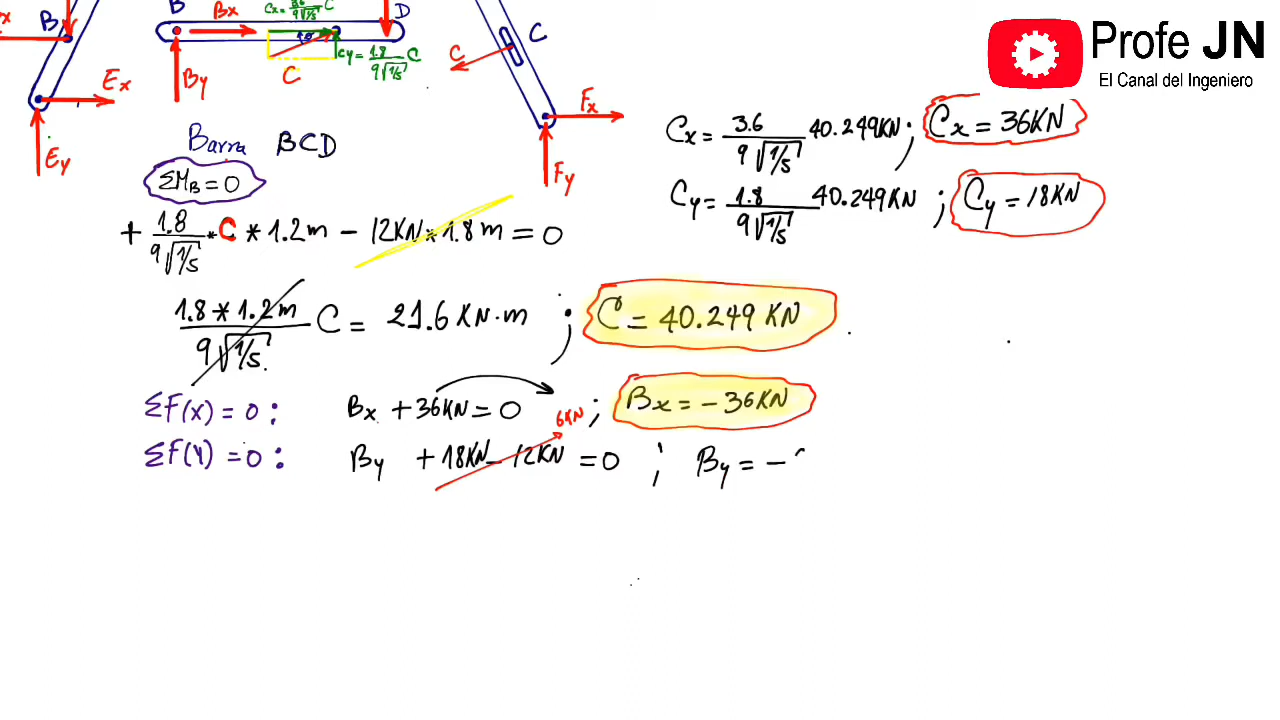 Profe JN
El Canal del Ingeniero
B
Bx
Cx = 3.6/9√1/5 C
D
B
Cy = 1.8/9√1/5 C
C
By
Ex
Ey
C
C
Fx
Fy
Barra BCD
ΣM_B = 0
+ 1.8/9√1/5 * C * 1.2m − 12KN * 1.8m = 0
1.8 * 1.2m/9√1/5 C = 21.6 KN·m ; C = 40.249 KN
ΣF(x) = 0 : Bx + 36KN = 0 ; Bx = −36KN
6KN
ΣF(Y) = 0 : By + 18KN − 12KN = 0 ; By = −
Cx = 3.6/9√1/5 40.249KN ; Cx = 36KN
Cy = 1.8/9√1/5 40.249KN ; Cy = 18KN